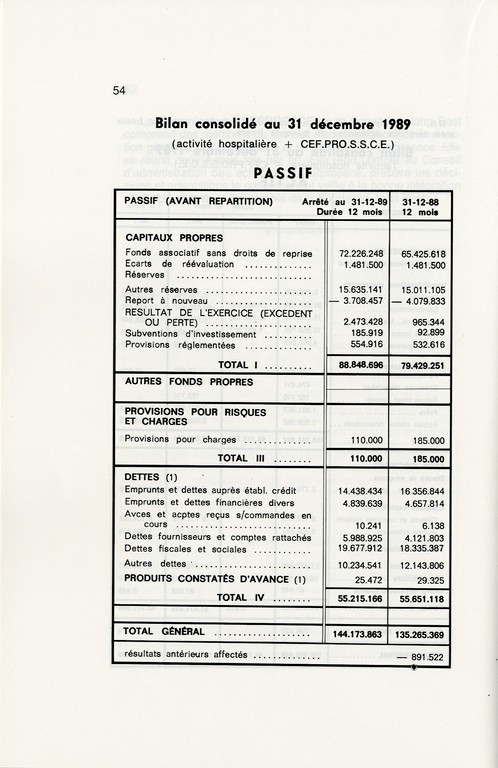 54
Bilan consolidé au 31 décembre 1989
(activité hospitalière + CEF.PRO.S.S.C.E.)
PASSIF
PASSIF (AVANT REPARTITION) Arrêté au 31-12-89 31-12-88
Durée 12 mois 12 mois
CAPITAUX PROPRES
Fonds associatif sans droits de reprise 72.226.248 65.425.618
Ecarts de réévaluation ............. 1.481.500 1.481.500
Réserves ..........................
Autres réserves .................... 15.635.141 15.011.105
Report à nouveau .................. — 3.708.457 — 4.079.833
RESULTAT DE L'EXERCICE (EXCEDENT
OU PERTE) .................... 2.473.428 965.344
Subventions d'investissement .......... 185.919 92.899
Provisions réglementées ............. 554.916 532.616
TOTAL I .......... 88.848.696 79.429.251
AUTRES FONDS PROPRES
PROVISIONS POUR RISQUES
ET CHARGES
Provisions pour charges ............. 110.000 185.000
TOTAL III ........ 110.000 185.000
DETTES (1)
Emprunts et dettes auprès établ. crédit 14.438.434 16 356.844
Emprunts et dettes financières divers 4.839.639 4.657.814
Avces et acptes reçus s/commandes en
cours .......................... 10.241 6.138
Dettes fournisseurs et comptes rattachés 5.988.925 4.121.803
Dettes fiscales et sociales ........... 19.677.912 18.335.387
Autres dettes ...................... 10.234.541 12.143.806
PRODUITS CONSTATÉS D'AVANCE (1) 25.472 29.325
TOTAL IV ........ 55.215.166 55.651.118
TOTAL GÉNÉRAL ................... 144.173.863 135.265.369
résultats antérieurs affectés ............. — 891.522